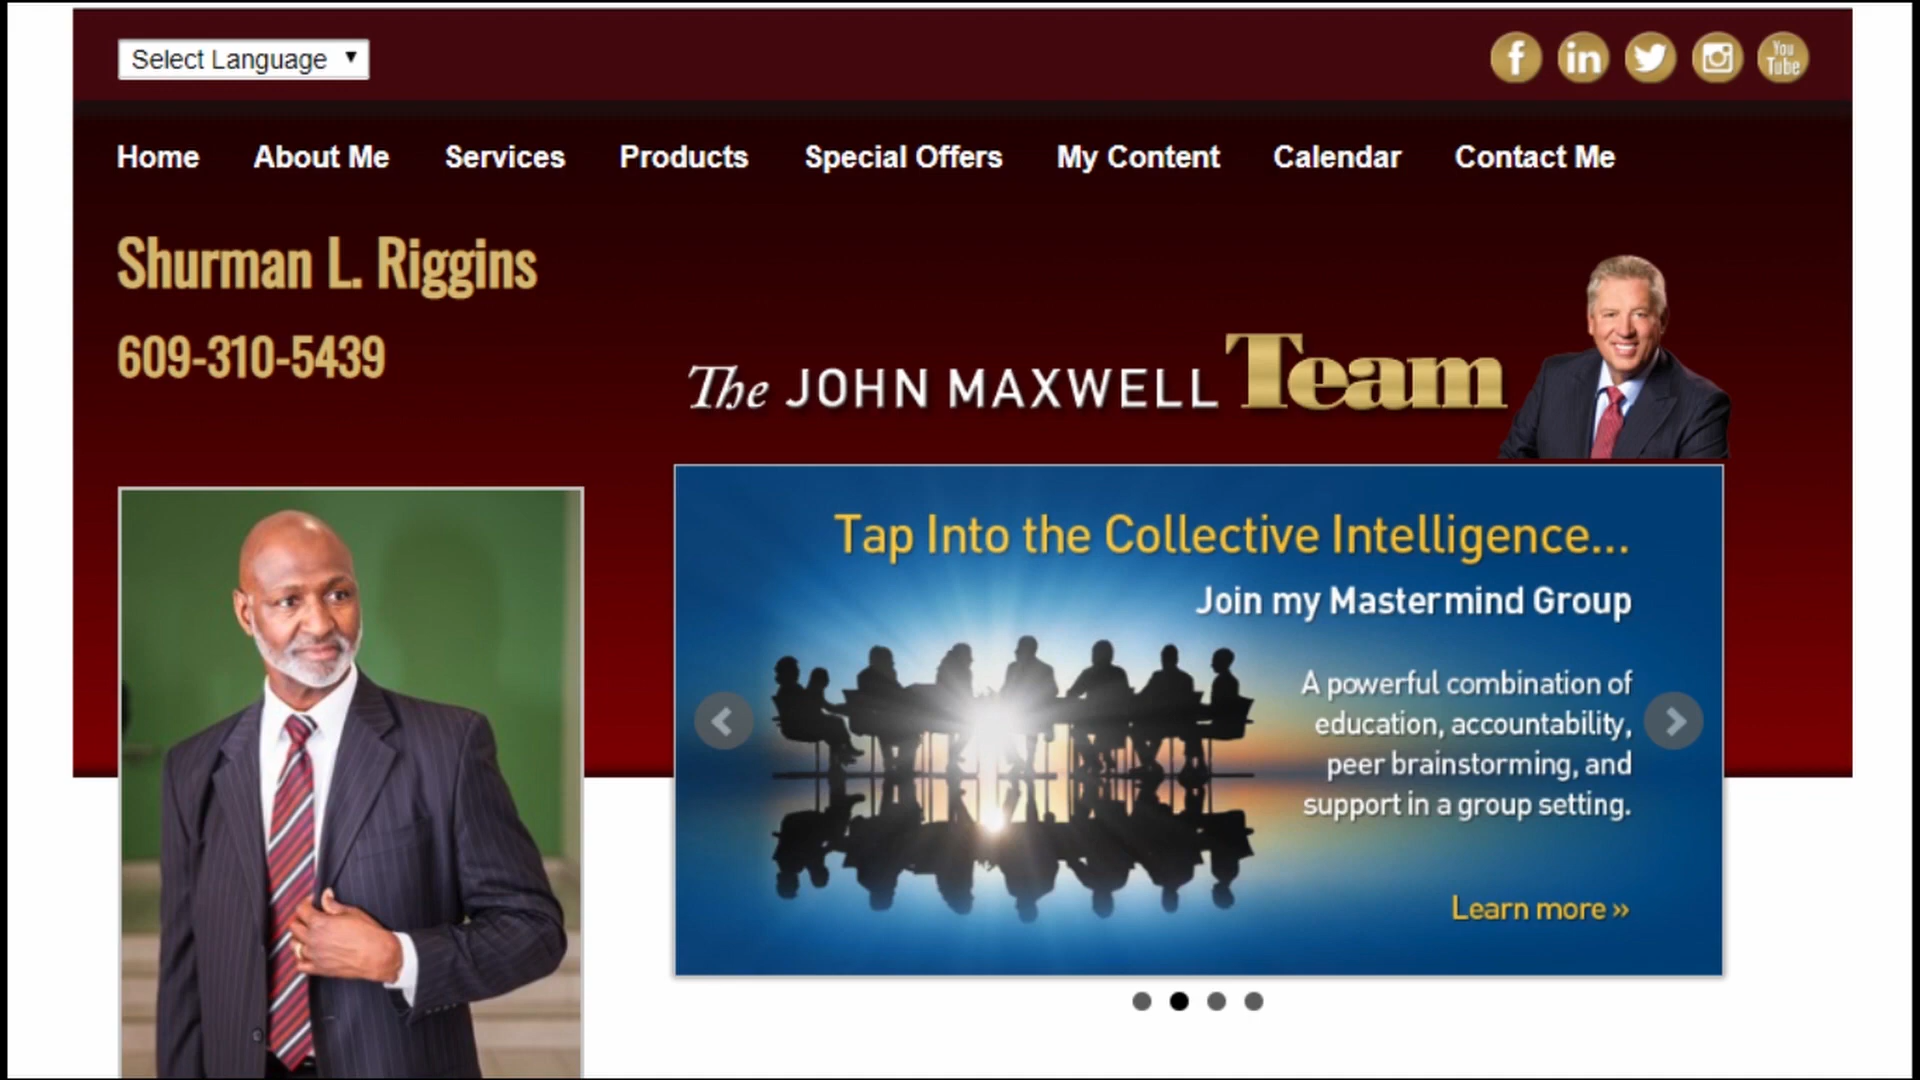 Select Language
You
Tube
Home About Me Services Products Special Offers My Content Calendar Contact Me
Shurman L. Riggins
609-310-5439
The JOHN MAXWELL Team
Tap Into the Collective Intelligence...
Join my Mastermind Group
A powerful combination of
education, accountability,
peer brainstorming, and
support in a group setting.
Learn more »